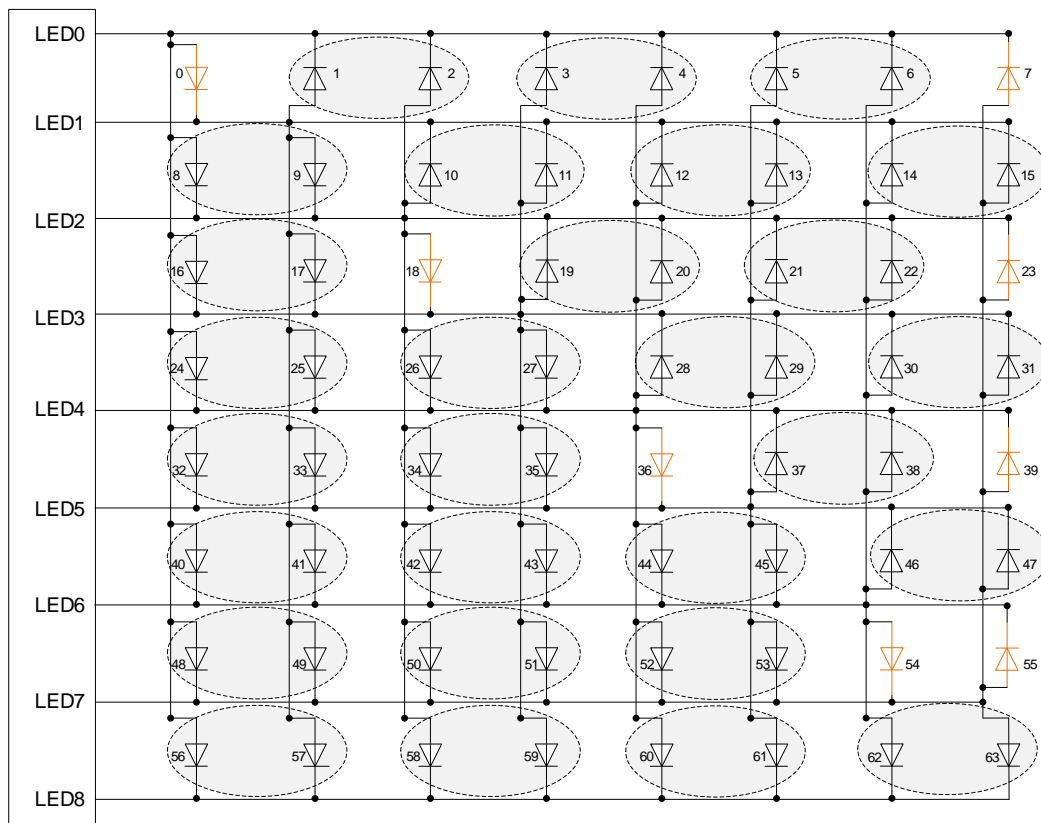 LED0
0 1 2 3 4 5 6 7
LED1
8 9 10 11 12 13 14 15
LED2
16 17 18 19 20 21 22 23
LED3
24 25 26 27 28 29 30 31
LED4
32 33 34 35 36 37 38 39
LED5
40 41 42 43 44 45 46 47
LED6
48 49 50 51 52 53 54 55
LED7
56 57 58 59 60 61 62 63
LED8